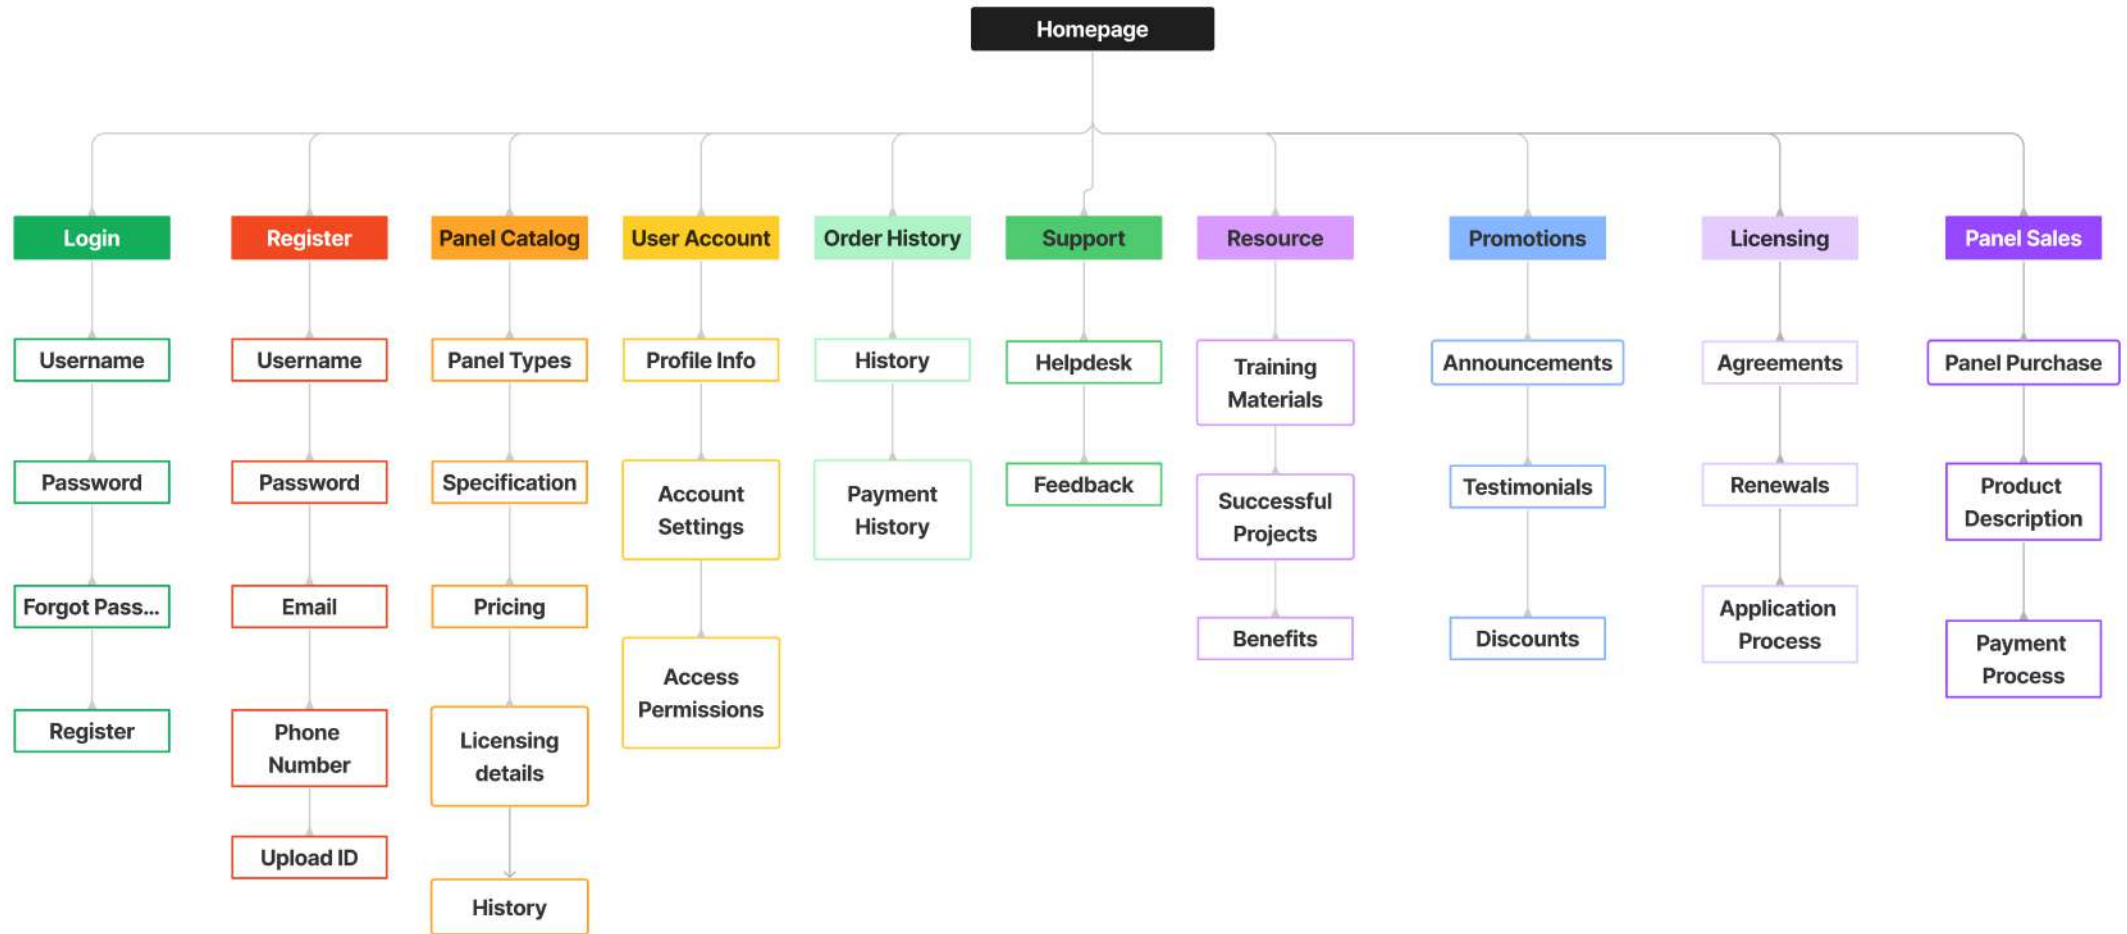 Homepage
Login
Register
Panel Catalog
User Account
Order History
Support
Resource
Promotions
Licensing
Panel Sales
Username
Username
Panel Types
Profile Info
History
Helpdesk
Training
Materials
Announcements
Agreements
Panel Purchase
Password
Password
Specification
Account
Settings
Payment
History
Feedback
Successful
Projects
Testimonials
Renewals
Product
Description
Forgot Pass...
Email
Pricing
Access
Permissions
Benefits
Discounts
Application
Process
Payment
Process
Register
Phone
Number
Licensing
details
Upload ID
History